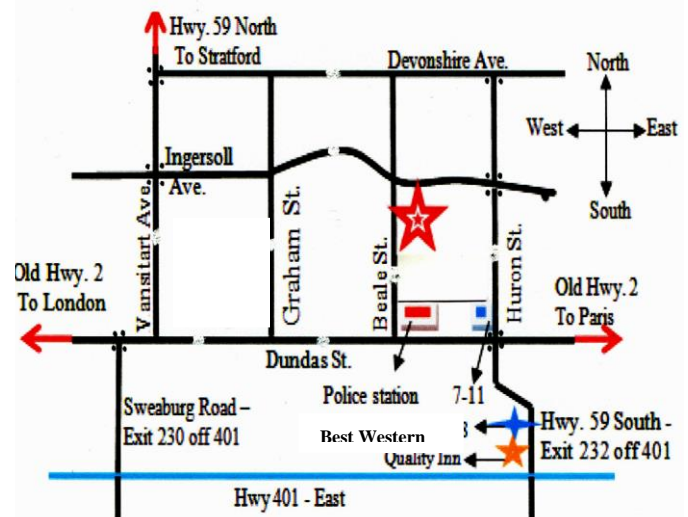 Hwy. 59 North
To Stratford
Devonshire Ave.
North
West
East
South
Ingersoll
Ave.
Vansitart Ave.
Graham St.
Beale St.
Huron St.
Old Hwy. 2
To London
Old Hwy. 2
To Paris
Dundas St.
Police station
7-11
Sweaburg Road –
Exit 230 off 401
Best Western
8
Quality Inn
Hwy. 59 South -
Exit 232 off 401
Hwy 401 - East